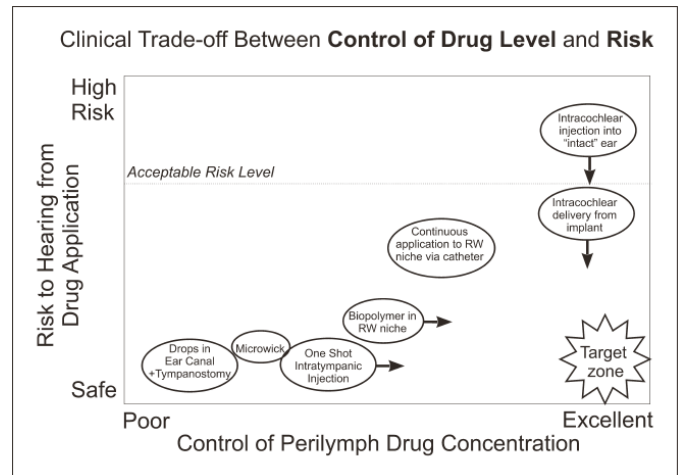 Clinical Trade-off Between Control of Drug Level and Risk
High
Risk
Intracochlear
injection into
"intact" ear
Acceptable Risk Level
Intracochlear
delivery from
implant
Continuous
application to RW
niche via catheter
Risk to Hearing from
Drug Application
Biopolymer in
RW niche
Drops in
Ear Canal
+Tympanostomy
Microwick
One Shot
Intratympanic
Injection
Target
zone
Safe
Poor
Excellent
Control of Perilymph Drug Concentration